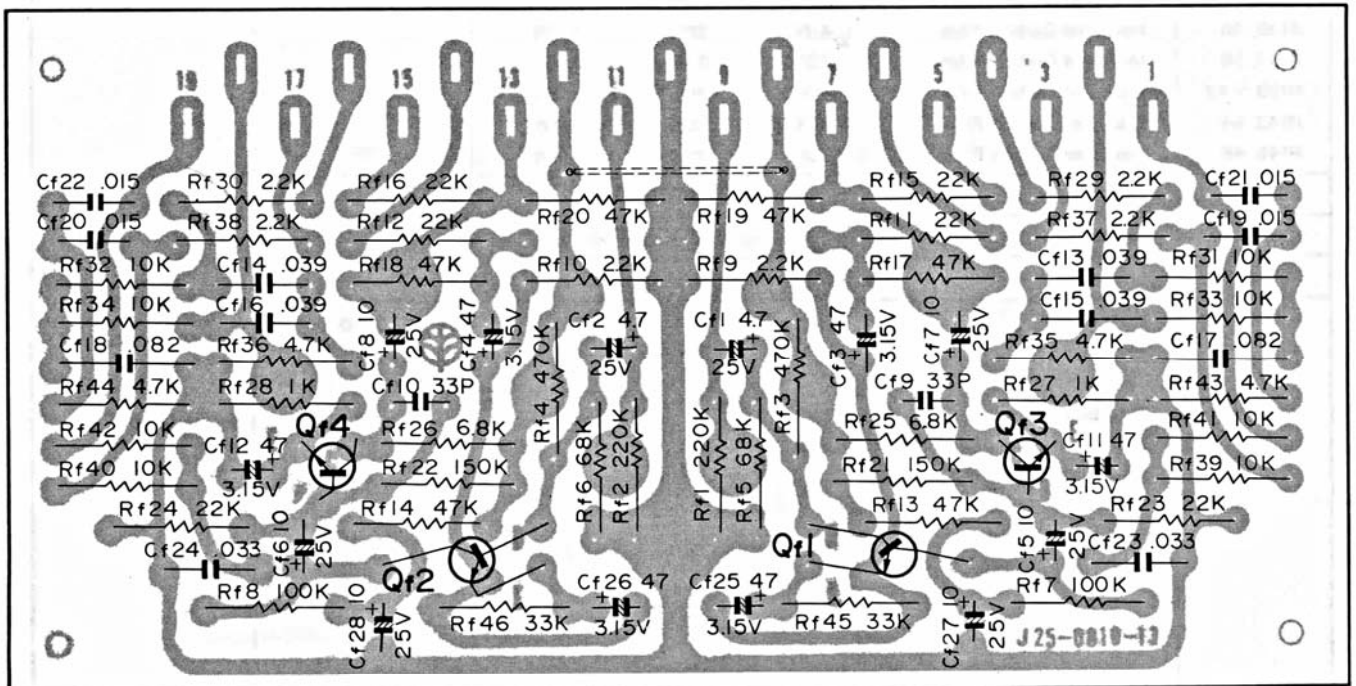 19 17 15 13 11 9 7 5 3 1
Cf22 .015 Rf30 2.2K Rf16 22K Rf20 47K Rf19 47K Rf15 22K Rf29 2.2K Cf21 .015
Cf20 .015 Rf38 2.2K Rf12 22K Rf11 22K Rf37 2.2K Cf19 .015
Rf32 10K Cf14 .039 Rf18 47K Rf10 2.2K Rf9 2.2K Rf17 47K Cf13 .039 Rf31 10K
Rf34 10K Cf16 .039 Cf8 10 25V Cf4 47 3.15V + Cf2 4.7 + 25V Cf1 4.7 + 25V Cf3 47 3.15V + Cf7 10 25V + Cf15 .039 Rf33 10K
Cf18 .082 Rf36 4.7K Rf4 470K Rf3 470K Rf35 4.7K Cf17 .082
Rf44 4.7K Rf28 1K Cf10 33P Cf9 33P Rf27 1K Rf43 4.7K
Rf42 10K Qf4 Rf26 6.8K Rf6 68K Rf2 220K Rf1 220K Rf5 68K Rf25 6.8K Qf3 Rf41 10K
Rf40 10K Cf12 47 + 3.15V Rf22 150K Rf21 150K Cf11 47 + 3.15V Rf39 10K
Rf24 22K Cf6 10 25V + Rf14 47K Rf13 47K Cf5 10 25V + Rf23 22K
Cf24 .033 Qf2 Qf1 Cf23 .033
Rf8 100K Cf28 10 25V + Rf46 33K Cf26 47 + 3.15V Cf25 47 + 3.15V Rf45 33K Cf27 10 25V + Rf7 100K
J25-0810-13